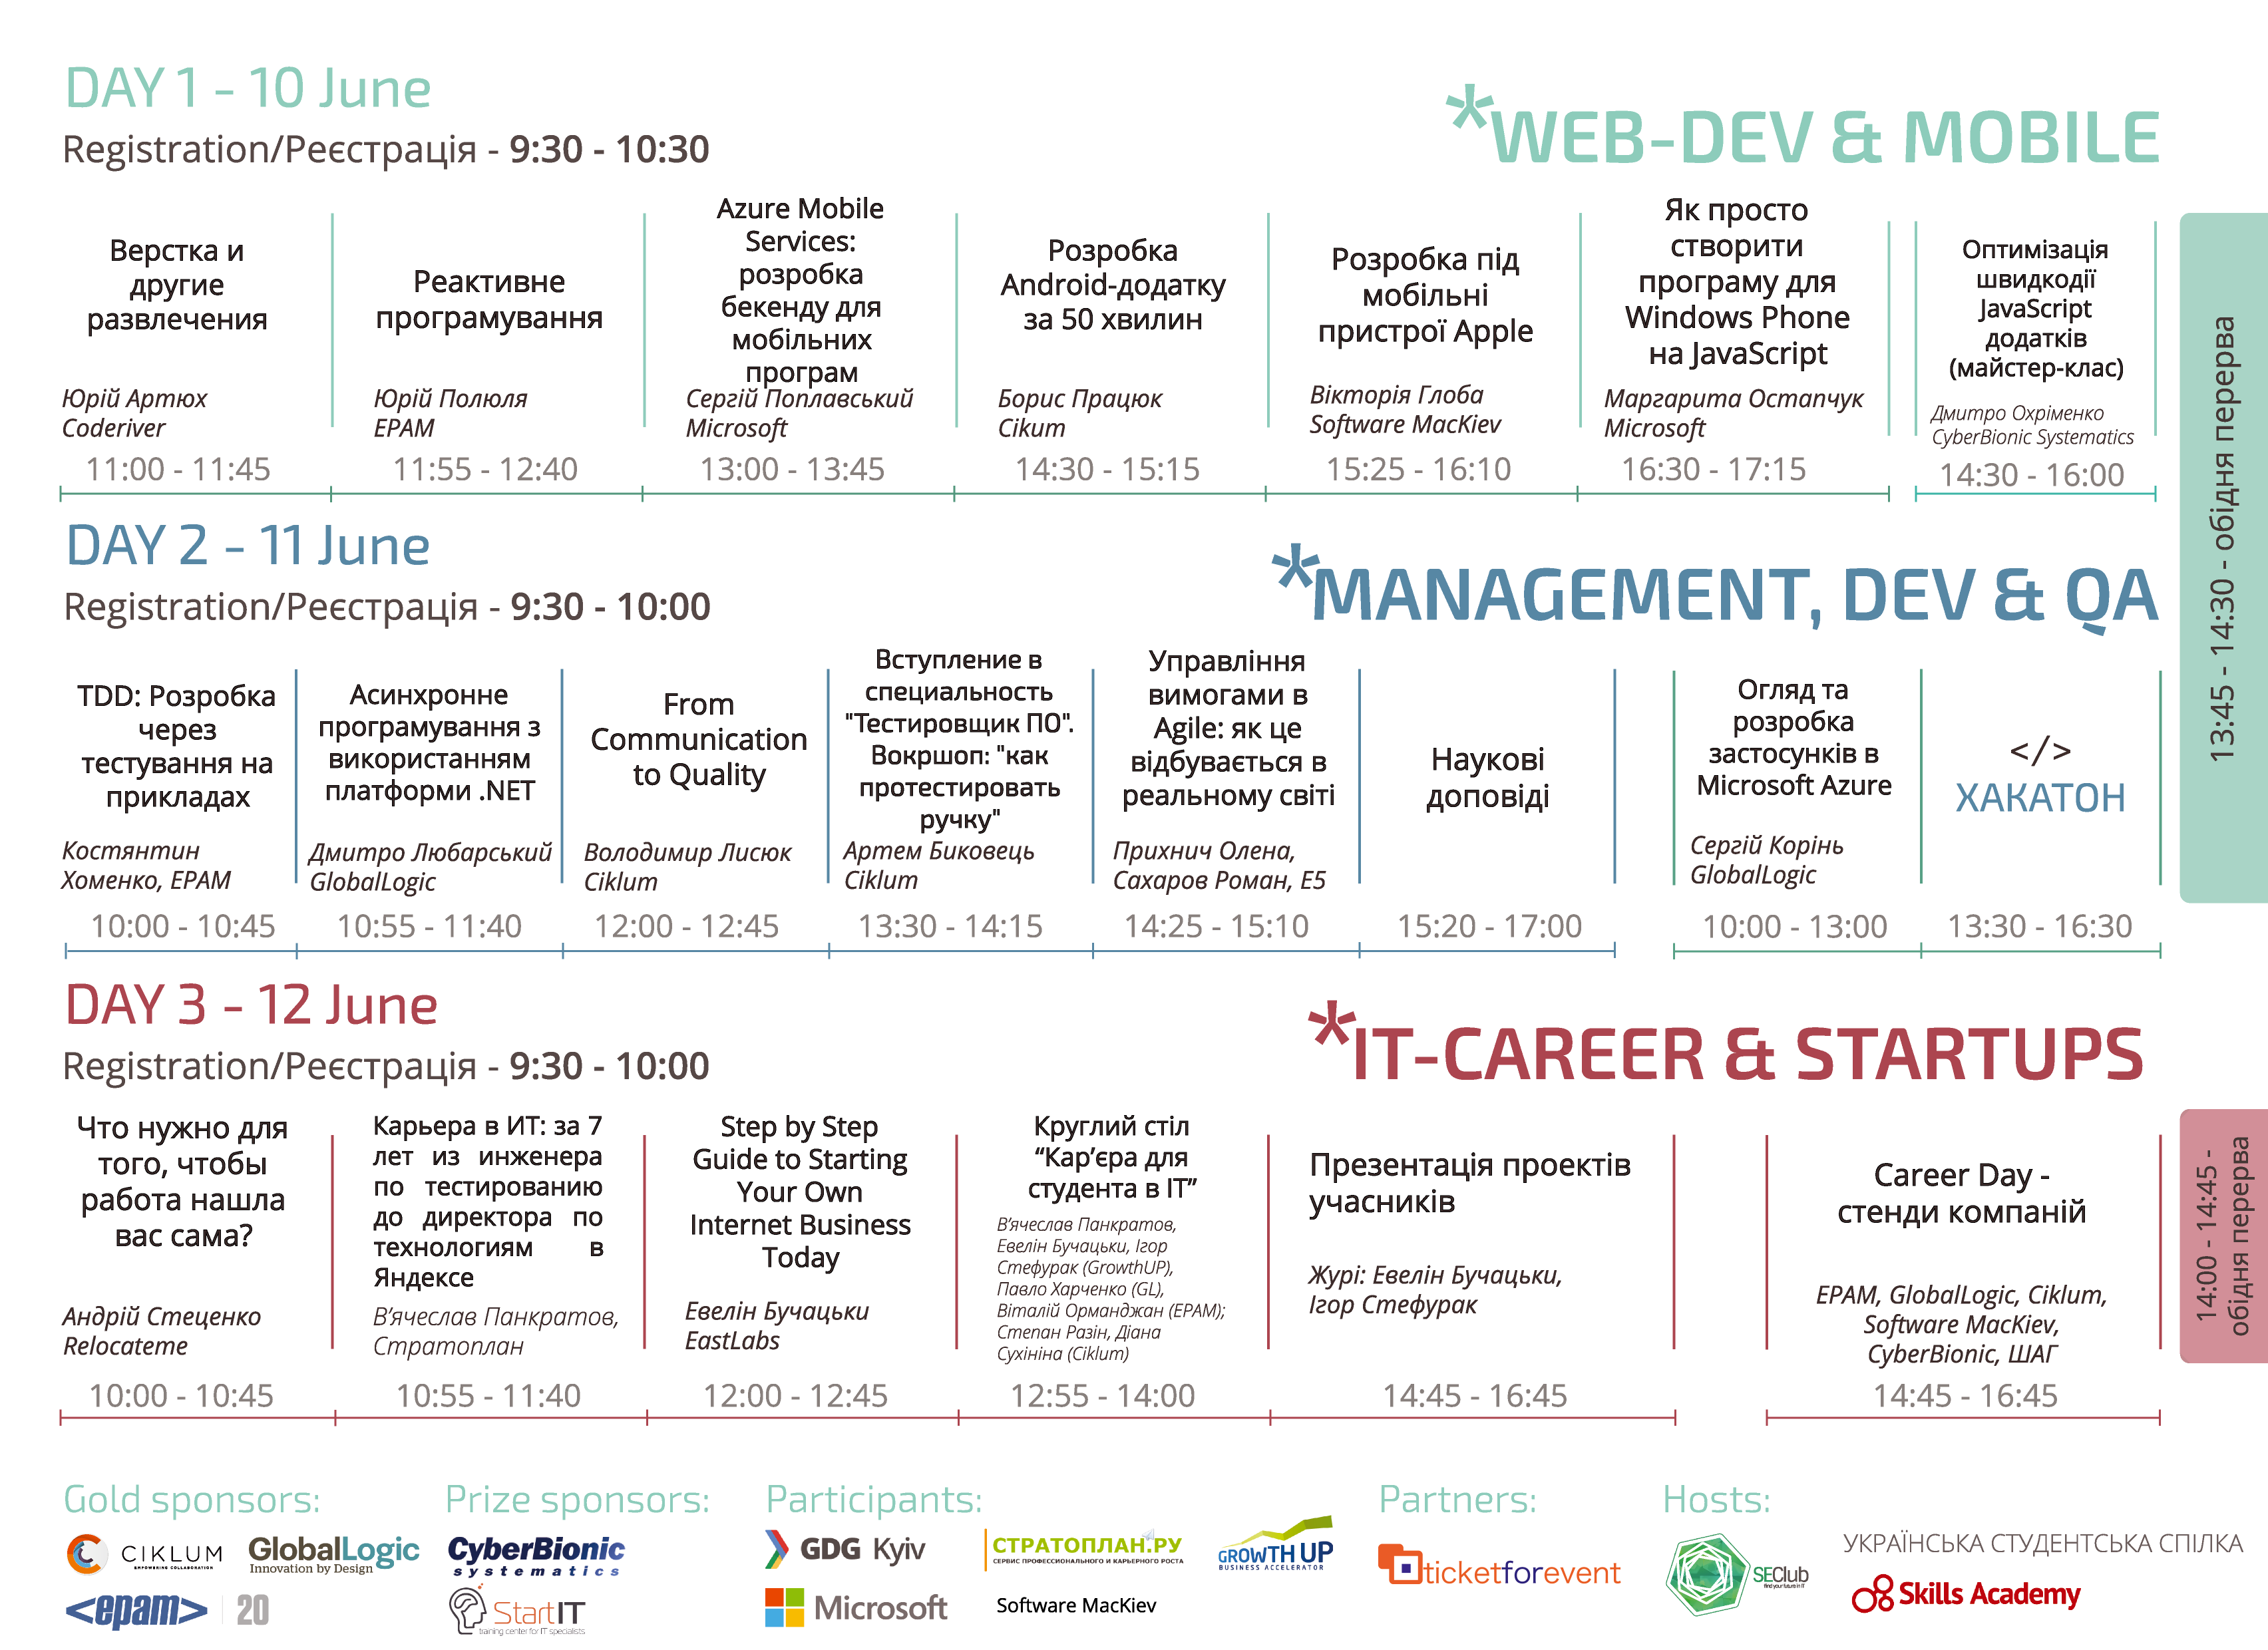 DAY 1 - 10 June
Registration/Реєстрація - 9:30 - 10:30
*WEB-DEV & MOBILE
Верстка и
другие
развлечения
Юрій Артюх
Coderiver
11:00 - 11:45
Реактивне
програмування
Юрій Полюля
EPAM
11:55 - 12:40
Azure Mobile
Services:
розробка
бекенду для
мобільних
програм
Сергій Поплавський
Microsoft
13:00 - 13:45
Розробка
Android-додатку
за 50 хвилин
Борис Працюк
Cikum
14:30 - 15:15
Розробка під
мобільні
пристрої Apple
Вікторія Глоба
Software MacKiev
15:25 - 16:10
Як просто
створити
програму для
Windows Phone
на JavaScript
Маргарита Остапчук
Microsoft
16:30 - 17:15
Оптимізація
швидкодії
JavaScript
додатків
(майстер-клас)
Дмитро Охріменко
CyberBionic Systematics
14:30 - 16:00
13:45 - 14:30 - обідня перерва
DAY 2 - 11 June
Registration/Реєстрація - 9:30 - 10:00
*MANAGEMENT, DEV & QA
TDD: Розробка
через
тестування на
прикладах
Костянтин
Хоменко, EPAM
10:00 - 10:45
Асинхронне
програмування з
використанням
платформи .NET
Дмитро Любарський
GlobalLogic
10:55 - 11:40
From
Communication
to Quality
Володимир Лисюк
Ciklum
12:00 - 12:45
Вступление в
специальность
"Тестировщик ПО".
Вокршоп: "как
протестировать
ручку"
Артем Биковець
Ciklum
13:30 - 14:15
Управління
вимогами в
Agile: як це
відбувається в
реальному світі
Прихнич Олена,
Сахаров Роман, E5
14:25 - 15:10
Наукові
доповіді
15:20 - 17:00
Огляд та
розробка
застосунків в
Microsoft Azure
Сергій Корінь
GlobalLogic
10:00 - 13:00
</>
ХАКАТОН
13:30 - 16:30
DAY 3 - 12 June
Registration/Реєстрація - 9:30 - 10:00
*IT-CAREER & STARTUPS
Что нужно для
того, чтобы
работа нашла
вас сама?
Андрій Стеценко
Relocateme
10:00 - 10:45
Карьера в ИТ: за 7
лет из инженера
по тестированию
до директора по
технологиям в
Яндексе
В'ячеслав Панкратов,
Стратоплан
10:55 - 11:40
Step by Step
Guide to Starting
Your Own
Internet Business
Today
Евелін Бучацьки
EastLabs
12:00 - 12:45
Круглий стіл
“Кар’єра для
студента в ІТ”
В'ячеслав Панкратов,
Евелін Бучацьки, Ігор
Стефурак (GrowthUP),
Павло Харченко (GL),
Віталій Орманджан (EPAM);
Степан Разін, Діана
Сухініна (Ciklum)
12:55 - 14:00
Презентація проектів
учасників
Журі: Евелін Бучацьки,
Ігор Стефурак
14:45 - 16:45
Career Day -
стенди компаній
EPAM, GlobalLogic, Ciklum,
Software MacKiev,
CyberBionic, ШАГ
14:45 - 16:45
14:00 - 14:45 -
обідня перерва
Gold sponsors:
CIKLUM
EMPOWERING COLLABORATION
GlobalLogic
Innovation by Design
<epam> 20
Prize sponsors:
CyberBionic
systematics
StartIT
training center for IT specialists
Participants:
GDG Kyiv
СТРАТОПЛАН.РУ
СЕРВИС ПРОФЕССИОНАЛЬНОГО И КАРЬЕРНОГО РОСТА
GROWTH UP
BUSINESS ACCELERATOR
Microsoft
Software MacKiev
Partners:
ticketforevent
Hosts:
SEClub
find your future in IT
УКРАЇНСЬКА СТУДЕНТСЬКА СПІЛКА
Skills Academy